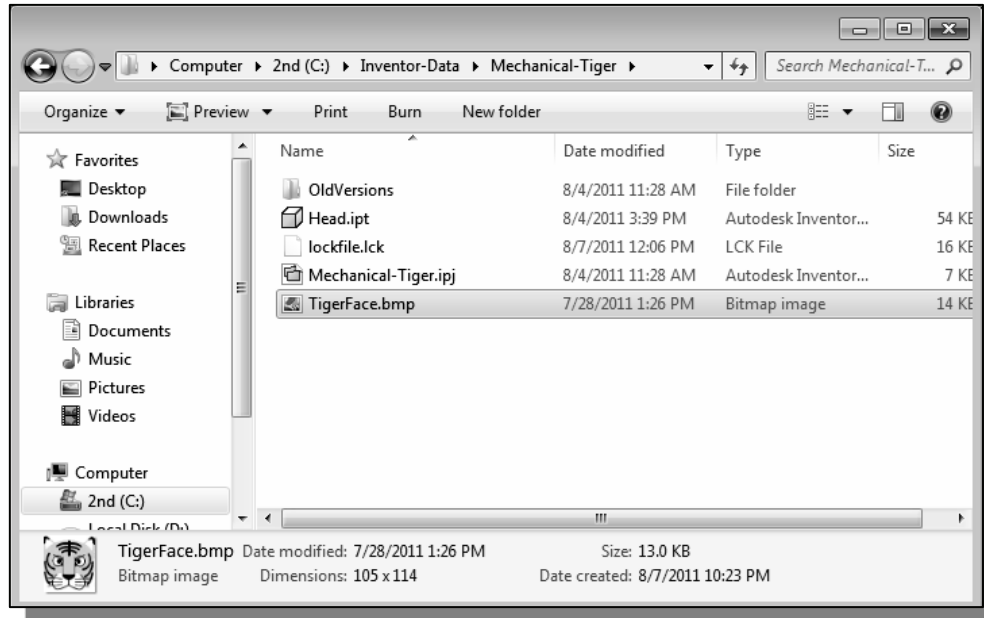 Computer 2nd (C:) Inventor-Data Mechanical-Tiger Search Mechanical-T...
Organize Preview Print Burn New folder
Favorites
Desktop
Downloads
Recent Places
Libraries
Documents
Music
Pictures
Videos
Computer
2nd (C:)
Local Disk (D:)
Name Date modified Type Size
OldVersions 8/4/2011 11:28 AM File folder
Head.ipt 8/4/2011 3:39 PM Autodesk Inventor... 54 KB
lockfile.lck 8/7/2011 12:06 PM LCK File 16 KB
Mechanical-Tiger.ipj 8/4/2011 11:28 AM Autodesk Inventor... 7 KB
TigerFace.bmp 7/28/2011 1:26 PM Bitmap image 14 KB
TigerFace.bmp Date modified: 7/28/2011 1:26 PM Size: 13.0 KB
Bitmap image Dimensions: 105 x 114 Date created: 8/7/2011 10:23 PM